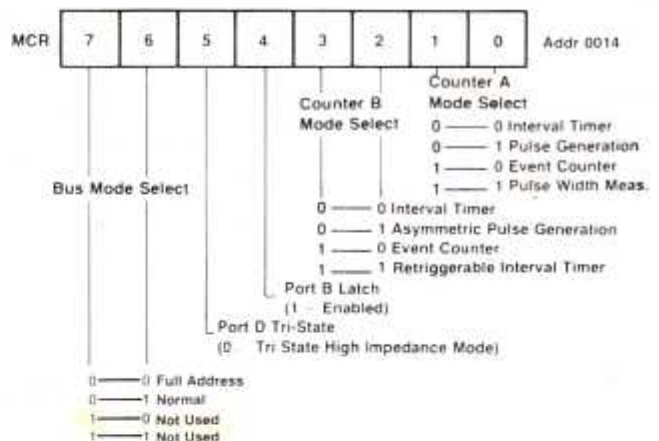 MCR 7 6 5 4 3 2 1 0 Addr 0014
Counter A
Mode Select
0 — 0 Interval Timer
0 — 1 Pulse Generation
1 — 0 Event Counter
1 — 1 Pulse Width Meas.
Counter B
Mode Select
0 — 0 Interval Timer
0 — 1 Asymmetric Pulse Generation
1 — 0 Event Counter
1 — 1 Retriggerable Interval Timer
Port B Latch
(1 - Enabled)
Port D Tri-State
(0 Tri State High Impedance Mode)
Bus Mode Select
0 — 0 Full Address
0 — 1 Normal
1 — 0 Not Used
1 — 1 Not Used